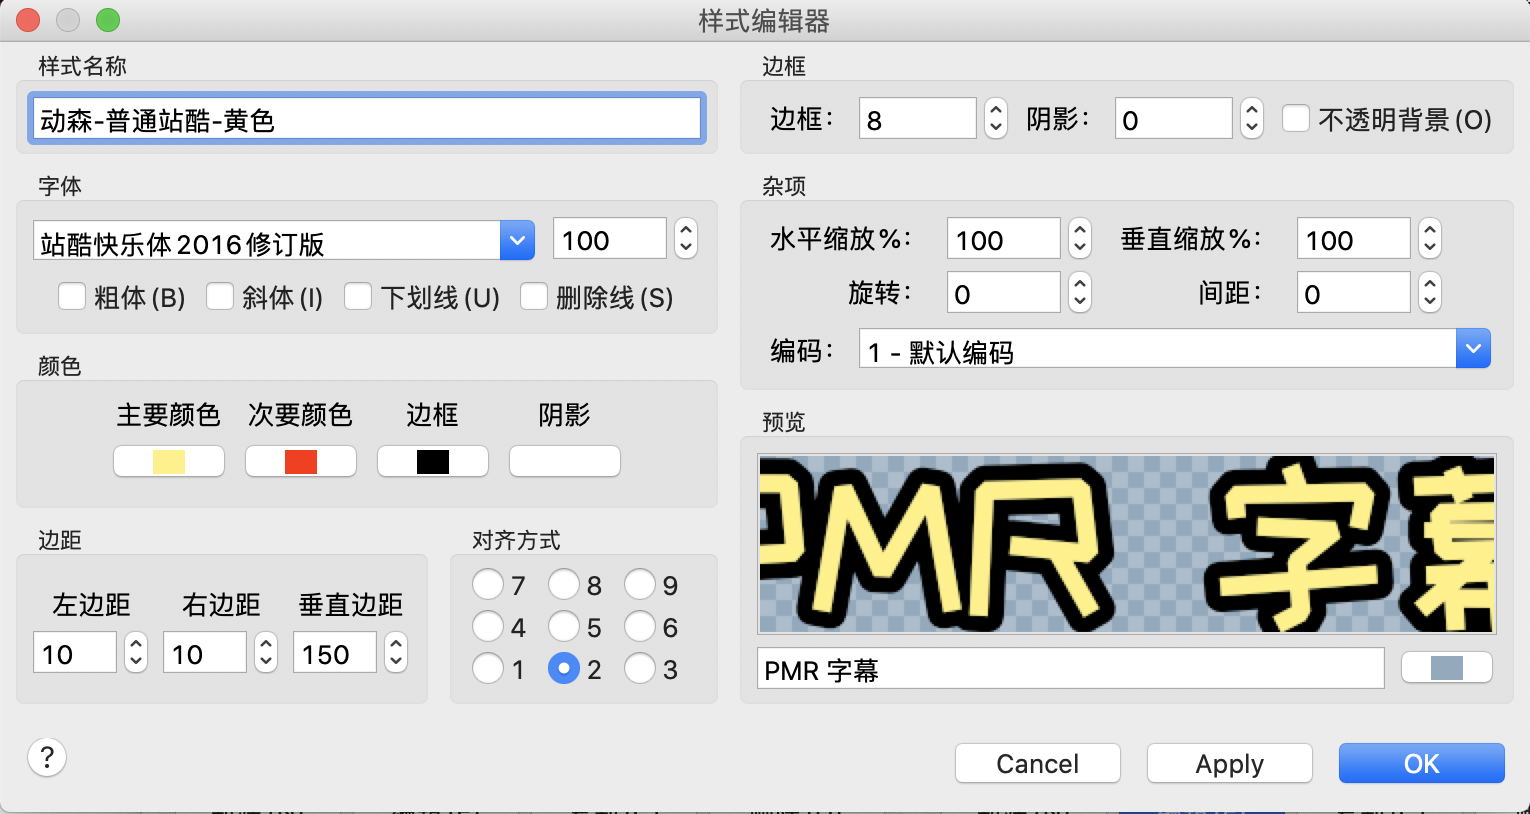 样式编辑器
样式名称
动森-普通站酷-黄色
字体
站酷快乐体2016修订版 100
粗体(B) 斜体(I) 下划线(U) 删除线(S)
颜色
主要颜色 次要颜色 边框 阴影
边距
左边距 右边距 垂直边距
10 10 150
对齐方式
7 8 9
4 5 6
1 2 3
边框
边框: 8 阴影: 0 不透明背景(O)
杂项
水平缩放%: 100 垂直缩放%: 100
旋转: 0 间距: 0
编码: 1 - 默认编码
预览
PMR 字幕
PMR 字幕
? Cancel Apply OK